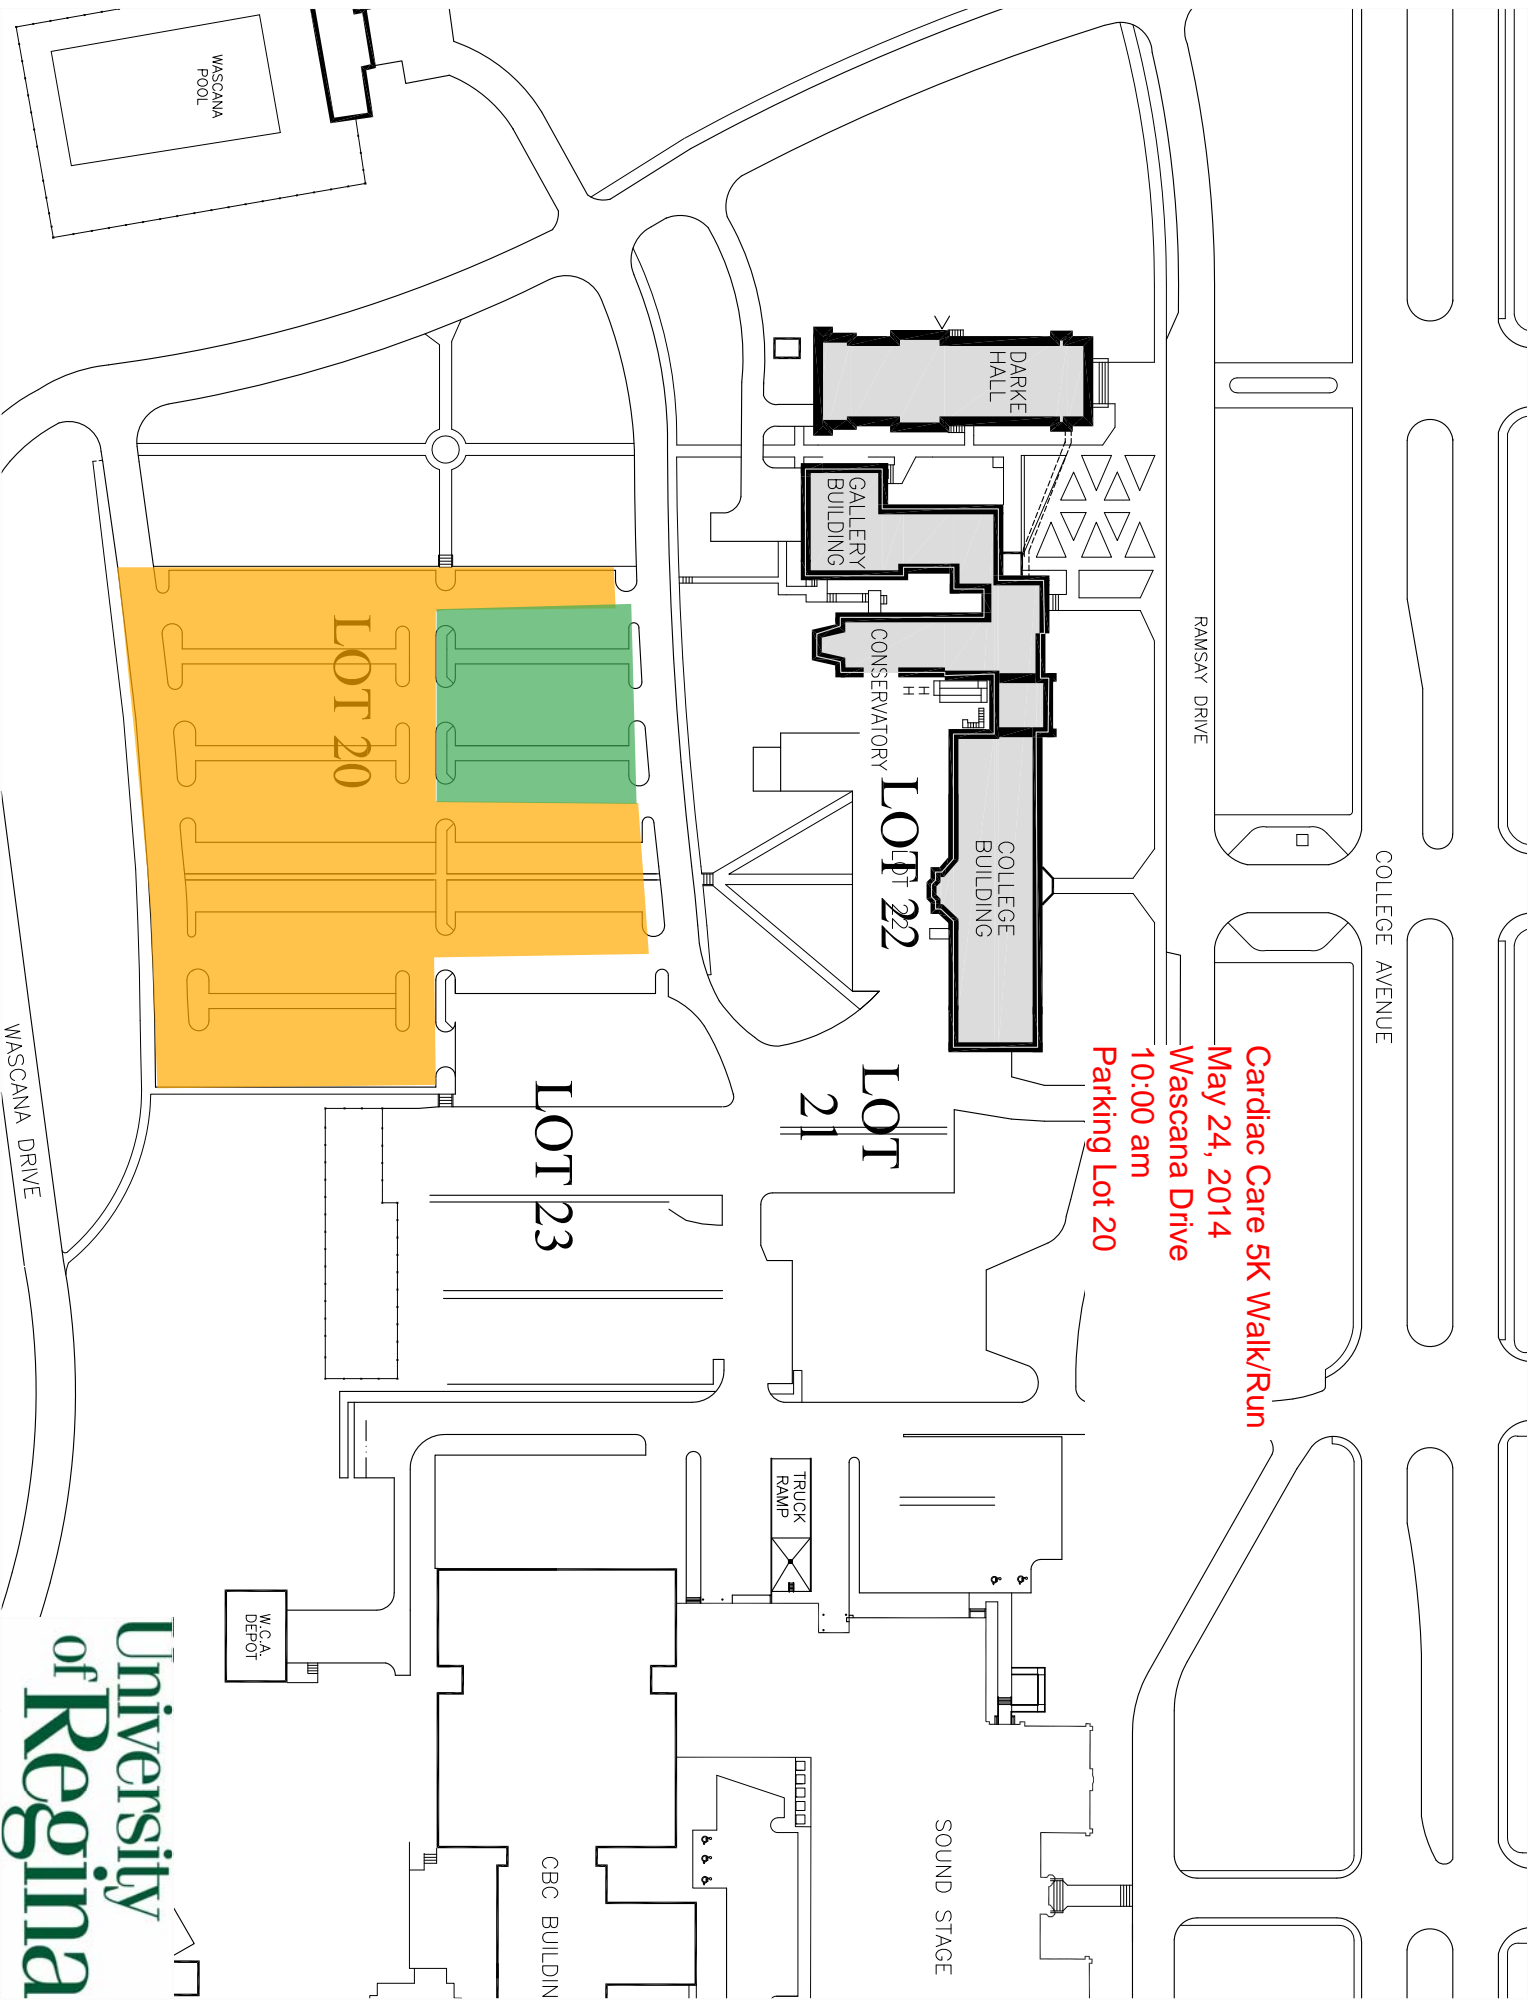 COLLEGE AVENUE
Cardiac Care 5K Walk/Run
May 24, 2014
Wascana Drive
10:00 am
Parking Lot 20
RAMSAY DRIVE
DARKE
HALL
COLLEGE
BUILDING
SOUND STAGE
H
H
LOT 22
LOT 22
CONSERVATORY
GALLERY
BUILDING
LOT
21
TRUCK
RAMP
LOT 23
CBC BUILDIN
LOT 20
W.C.A.
DEPOT
WASCANA
POOL
WASCANA DRIVE
University
of Regina